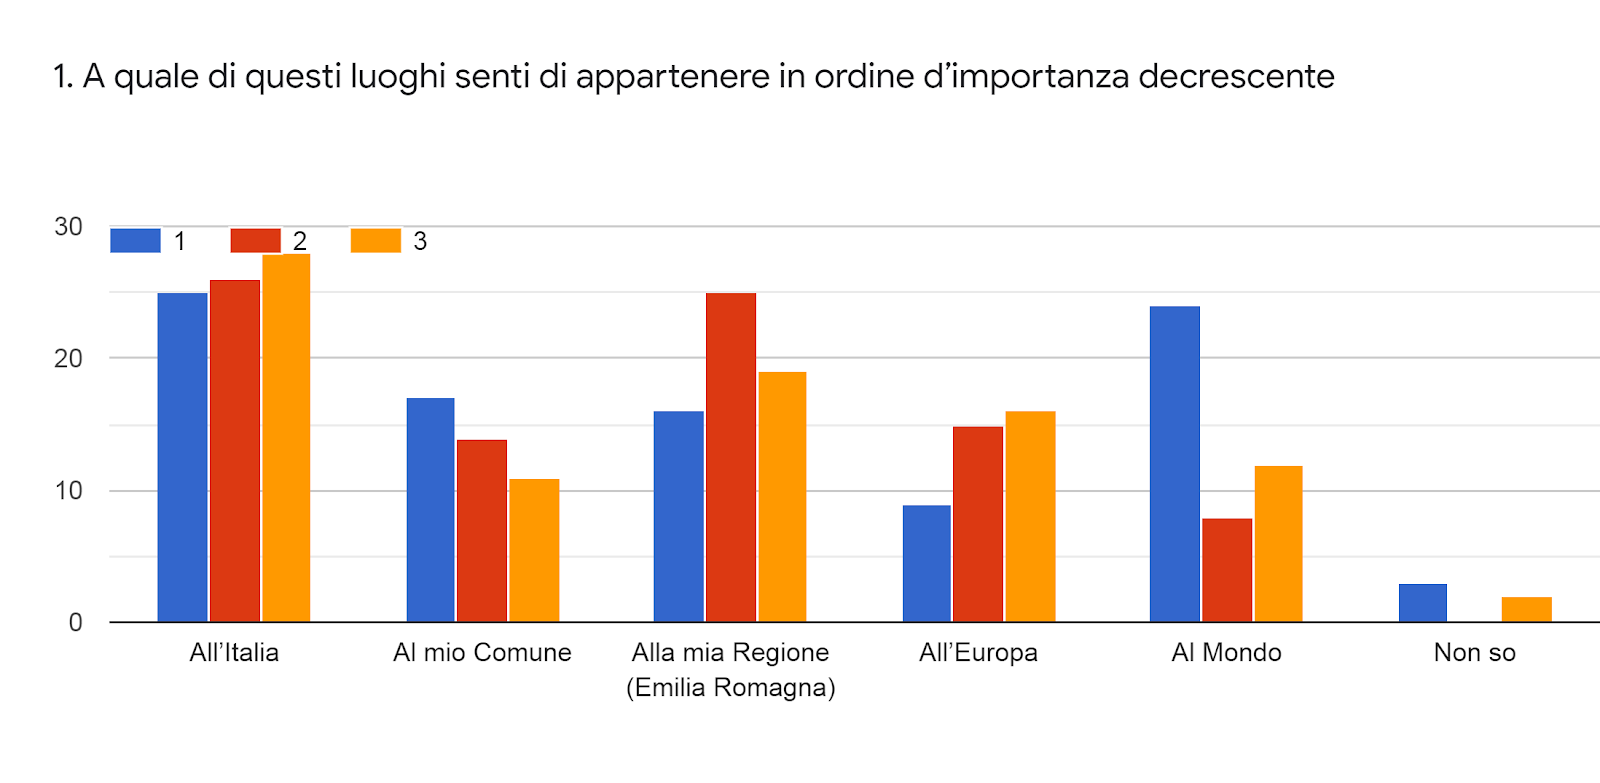 1. A quale di questi luoghi senti di appartenere in ordine d’importanza decrescente
30
1 2 3
20
10
0
All’Italia Al mio Comune Alla mia Regione All’Europa Al Mondo Non so
(Emilia Romagna)